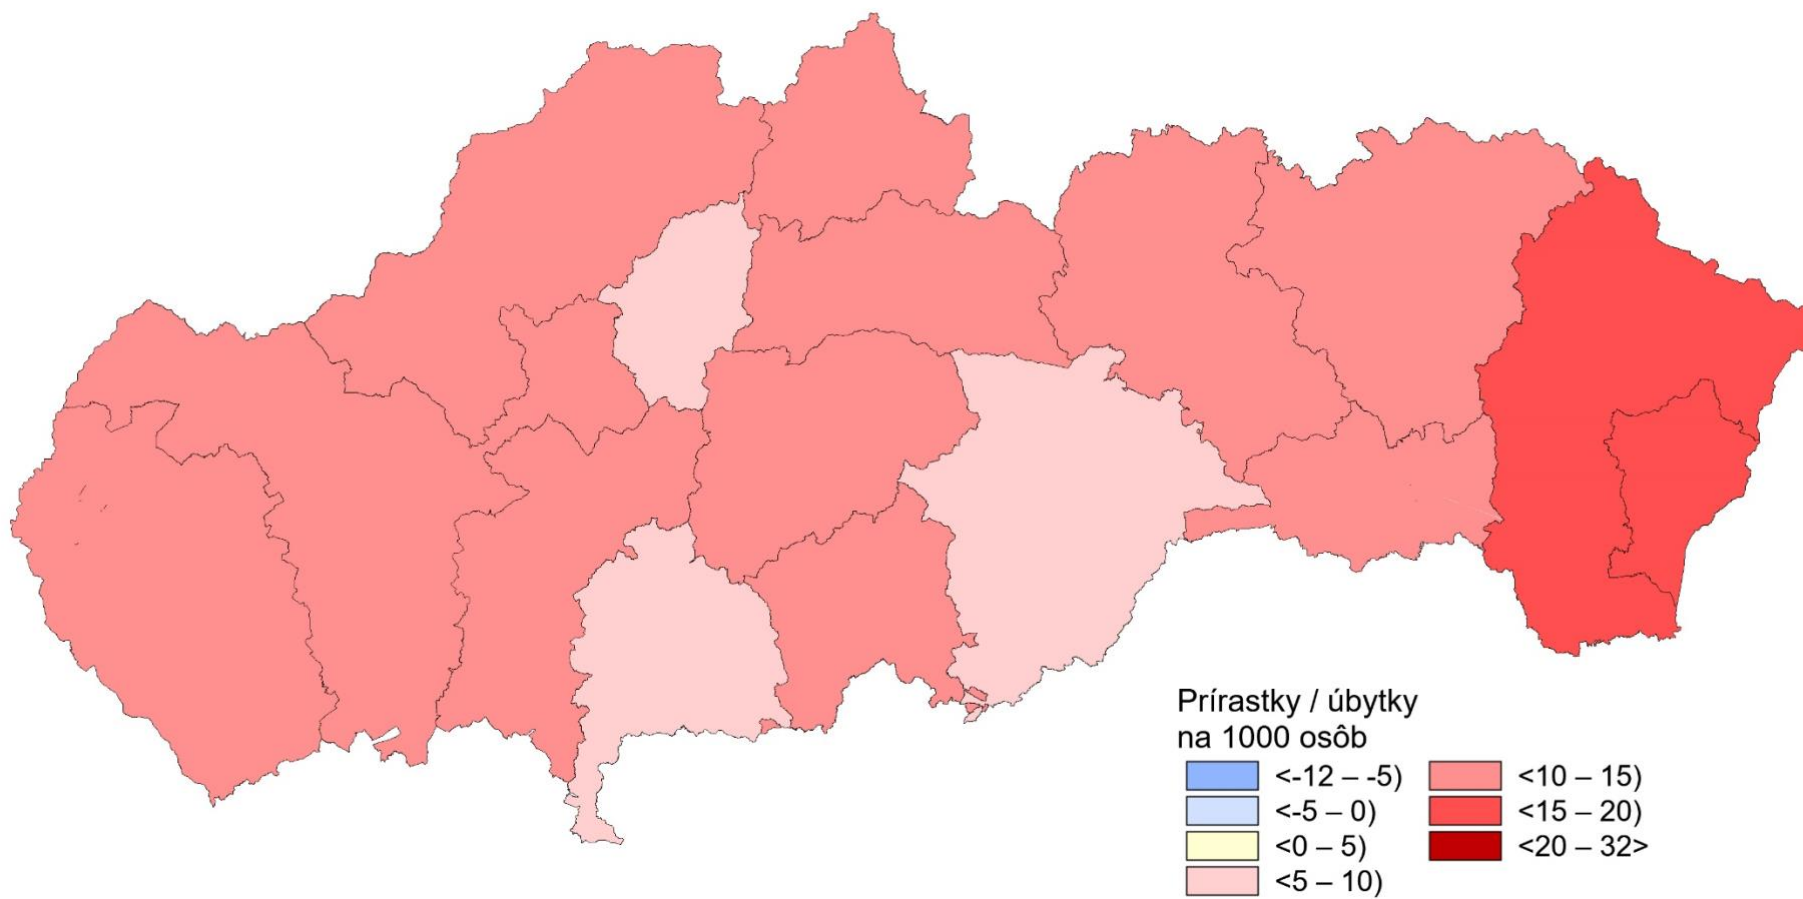 Prírastky / úbytky
na 1000 osôb
<-12 – -5)
<-5 – 0)
<0 – 5)
<5 – 10)
<10 – 15)
<15 – 20)
<20 – 32>